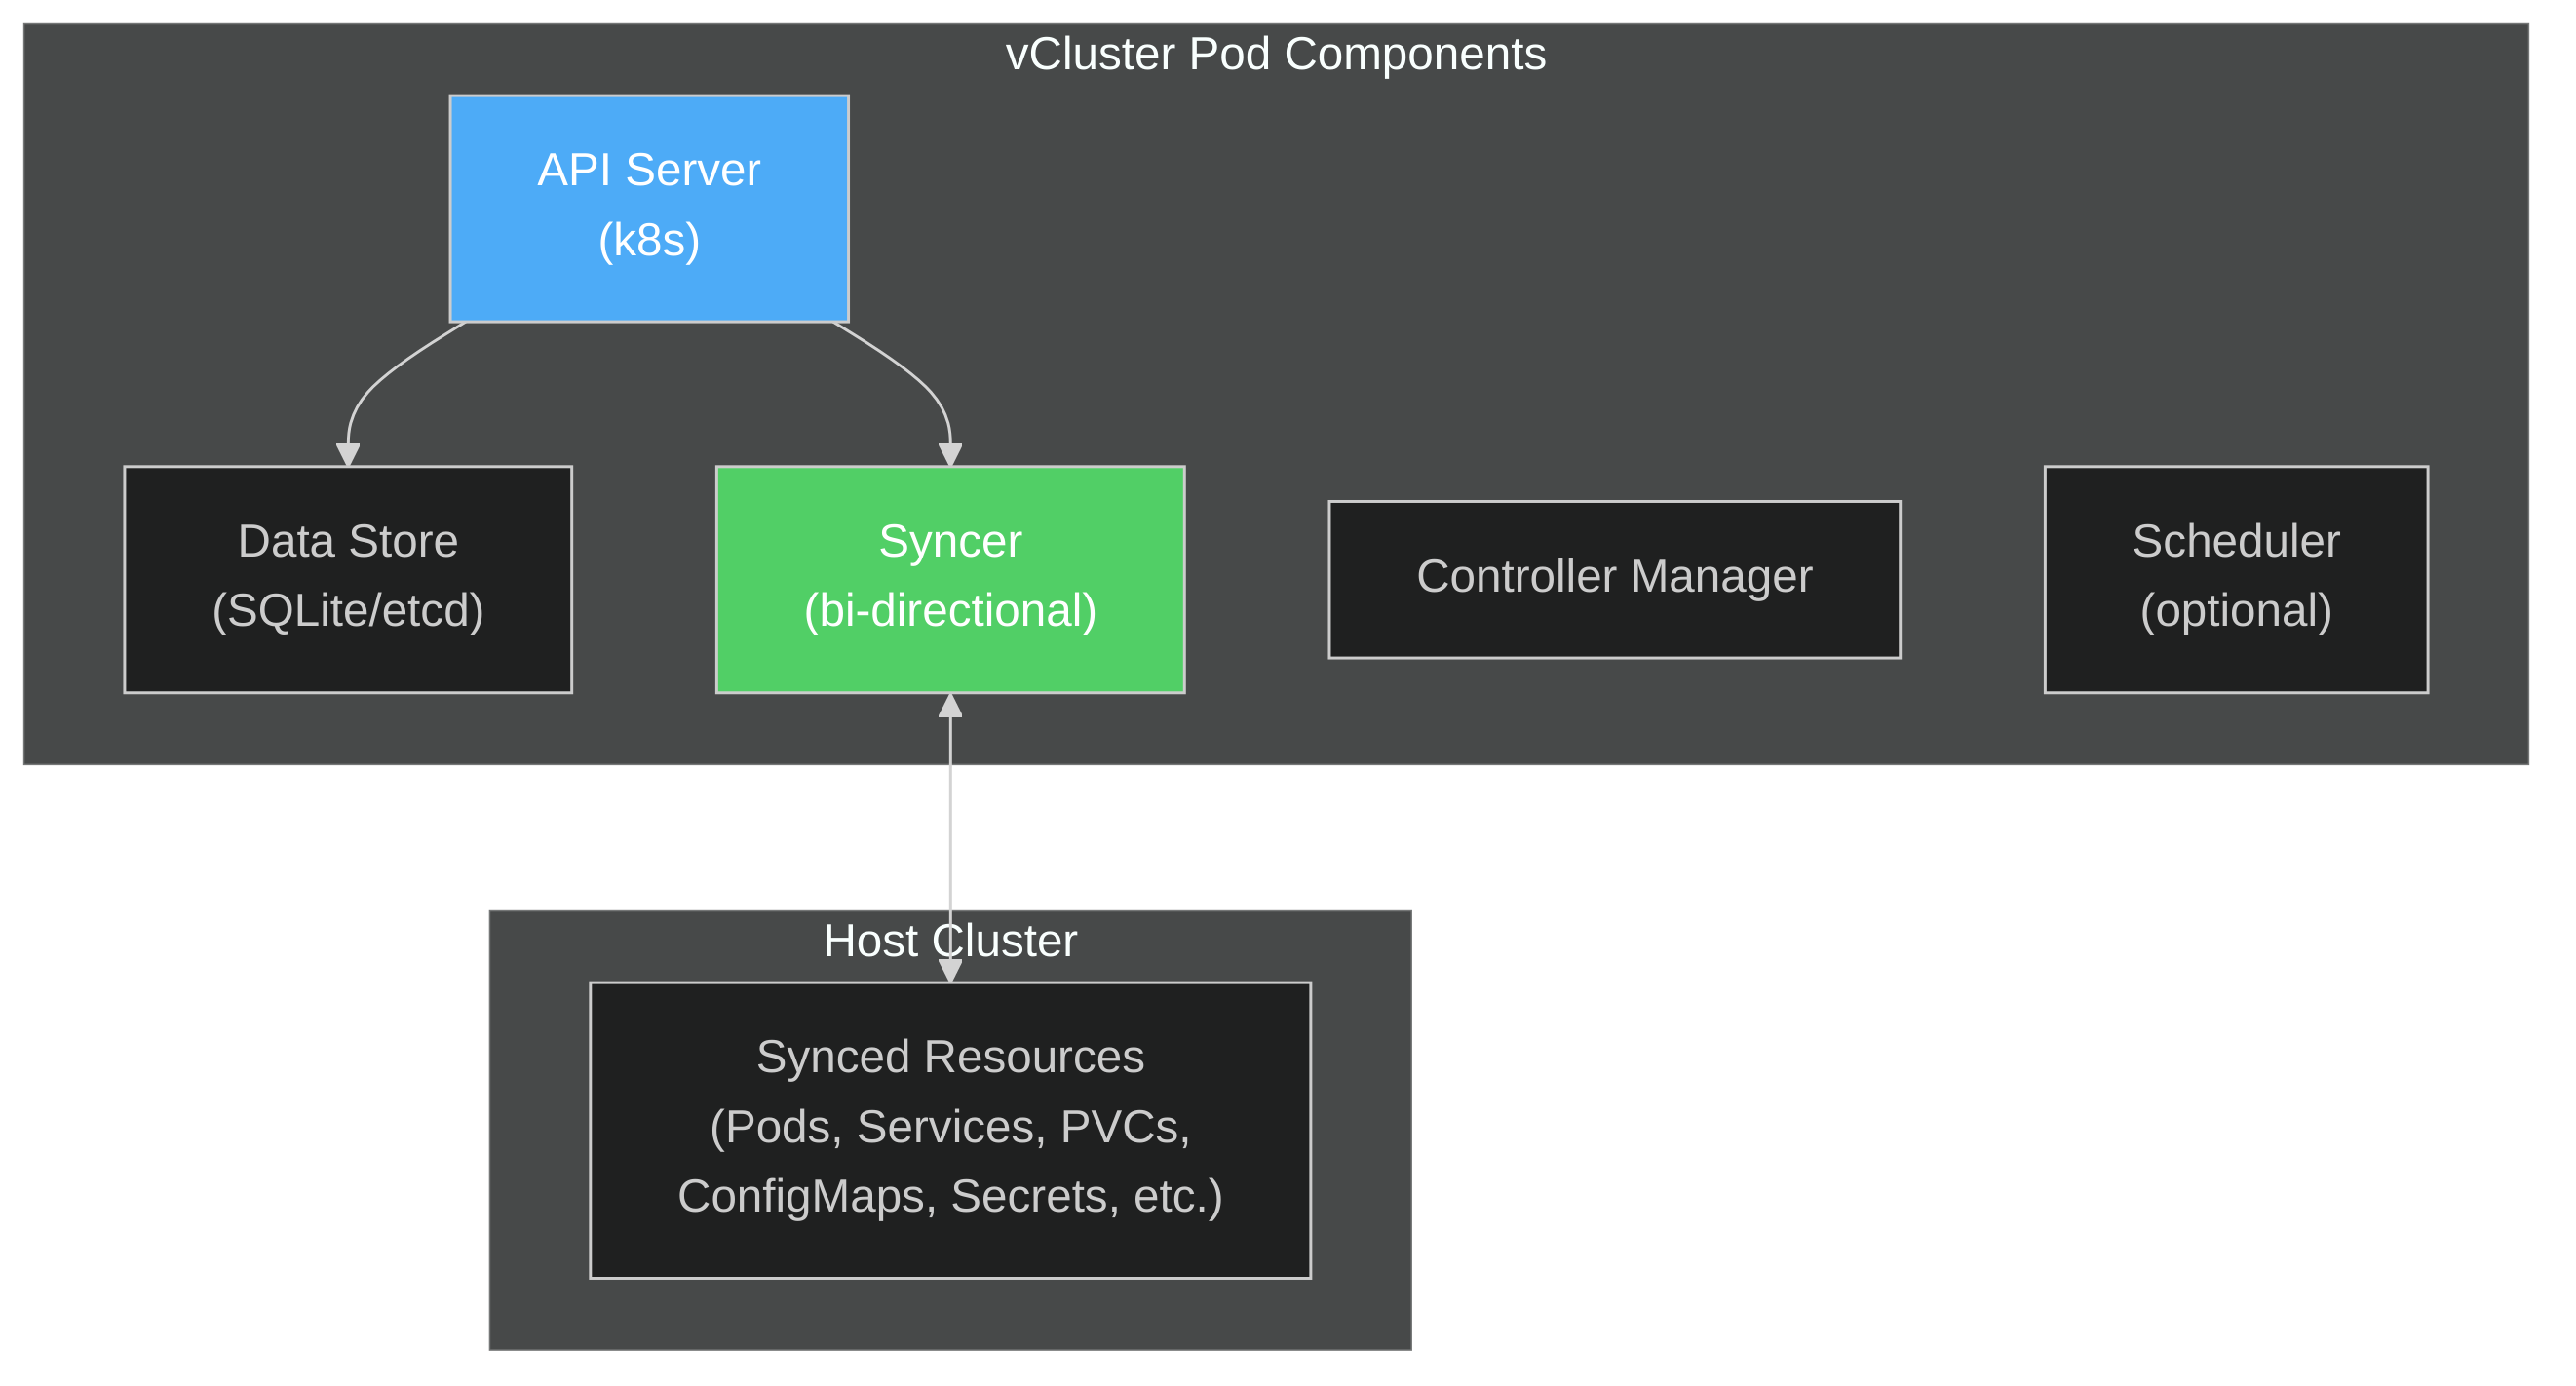 vCluster Pod Components
API Server
(k8s)
Data Store
(SQLite/etcd)
Syncer
(bi-directional)
Controller Manager
Scheduler
(optional)
Host Cluster
Synced Resources
(Pods, Services, PVCs,
ConfigMaps, Secrets, etc.)